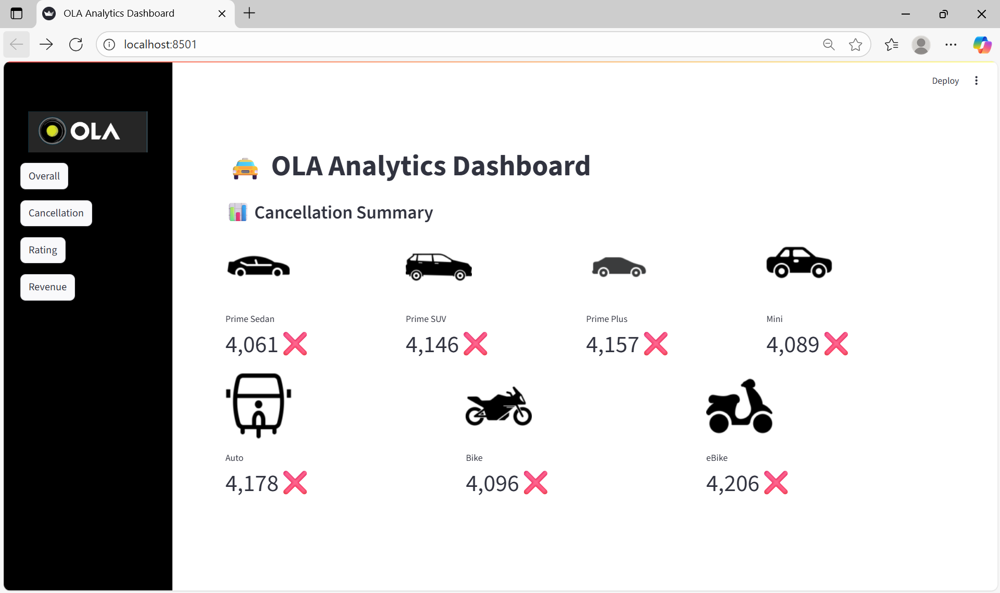 OLA Analytics Dashboard
localhost:8501
Deploy
OLA
Overall
Cancellation
Rating
Revenue
OLA Analytics Dashboard
Cancellation Summary
Prime Sedan
4,061 ❌
Prime SUV
4,146 ❌
Prime Plus
4,157 ❌
Mini
4,089 ❌
Auto
4,178 ❌
Bike
4,096 ❌
eBike
4,206 ❌